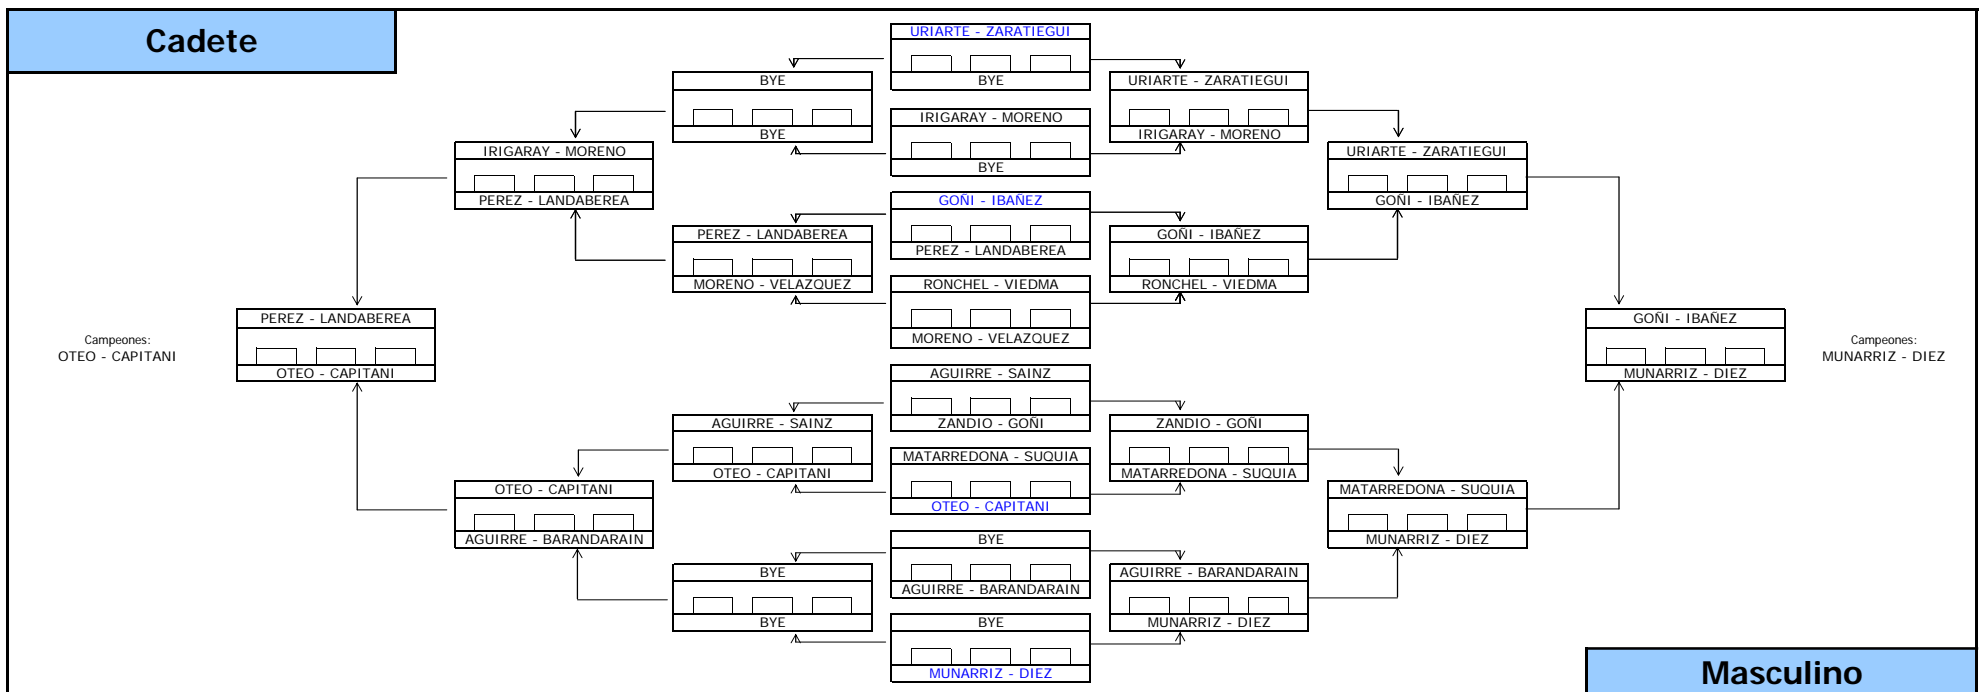 Cadete
URIARTE - ZARATIEGUI
BYE
BYE
URIARTE - ZARATIEGUI
IRIGARAY - MORENO
BYE
IRIGARAY - MORENO
IRIGARAY - MORENO
URIARTE - ZARATIEGUI
BYE
PEREZ - LANDABEREA
GOÑI - IBAÑEZ
GOÑI - IBAÑEZ
PEREZ - LANDABEREA
GOÑI - IBAÑEZ
PEREZ - LANDABEREA
MORENO - VELAZQUEZ
RONCHEL - VIEDMA
RONCHEL - VIEDMA
PEREZ - LANDABEREA
GOÑI - IBAÑEZ
Campeones:
MORENO - VELAZQUEZ
Campeones:
OTEO - CAPITANI
MUNARRIZ - DIEZ
OTEO - CAPITANI
AGUIRRE - SAINZ
MUNARRIZ - DIEZ
AGUIRRE - SAINZ
ZANDIO - GOÑI
ZANDIO - GOÑI
MATARREDONA - SUQUIA
OTEO - CAPITANI
MATARREDONA - SUQUIA
OTEO - CAPITANI
MATARREDONA - SUQUIA
OTEO - CAPITANI
AGUIRRE - BARANDARAIN
BYE
MUNARRIZ - DIEZ
BYE
AGUIRRE - BARANDARAIN
AGUIRRE - BARANDARAIN
BYE
BYE
MUNARRIZ - DIEZ
MUNARRIZ - DIEZ
Masculino